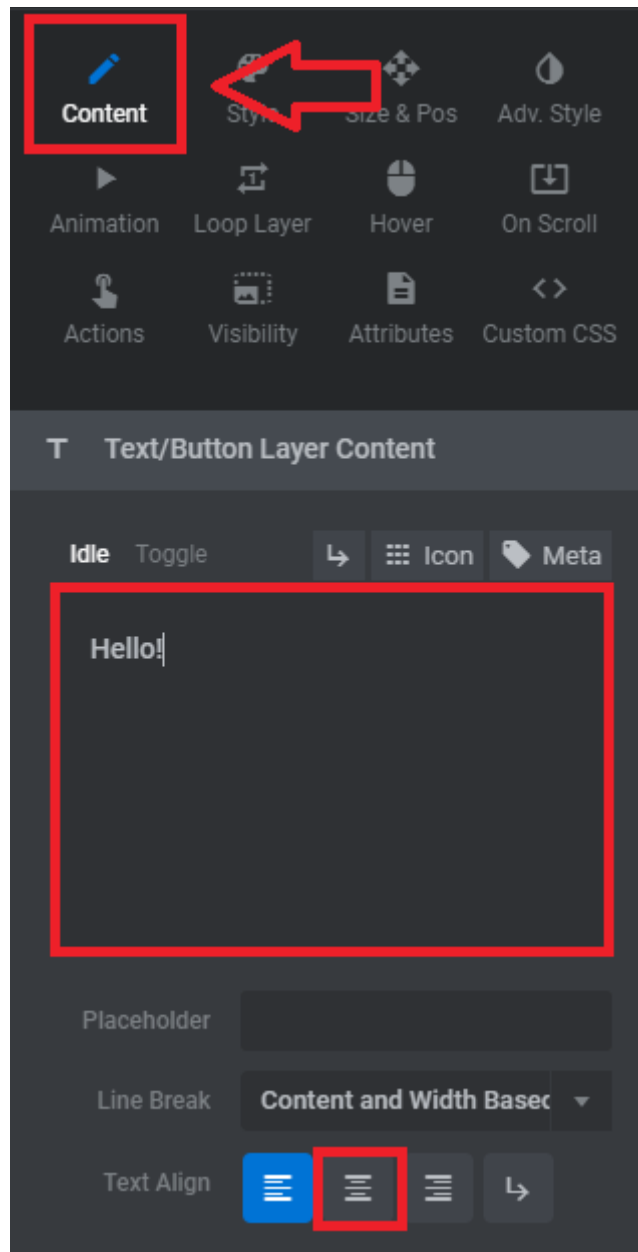 Content Style Size & Pos Adv. Style
Animation Loop Layer Hover On Scroll
Actions Visibility Attributes Custom CSS
T Text/Button Layer Content
Idle Toggle Icon Meta
Hello!
Placeholder
Line Break Content and Width Based
Text Align